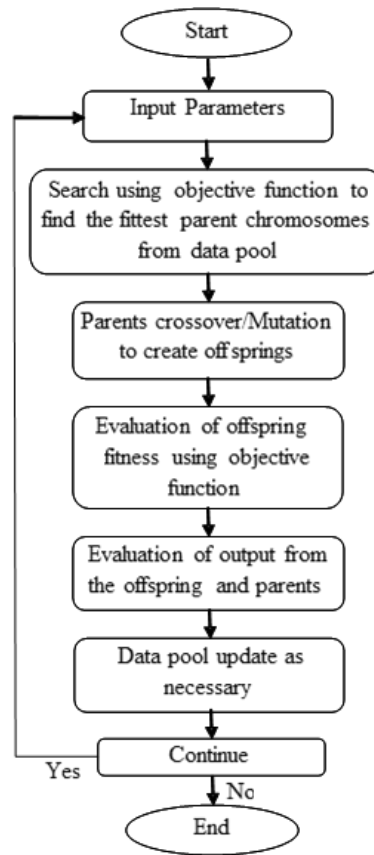 Start
Input Parameters
Search using objective function to
find the fittest parent chromosomes
from data pool
Parents crossover/Mutation
to create offsprings
Evaluation of offspring
fitness using objective
function
Evaluation of output from
the offspring and parents
Data pool update as
necessary
Continue
Yes
No
End